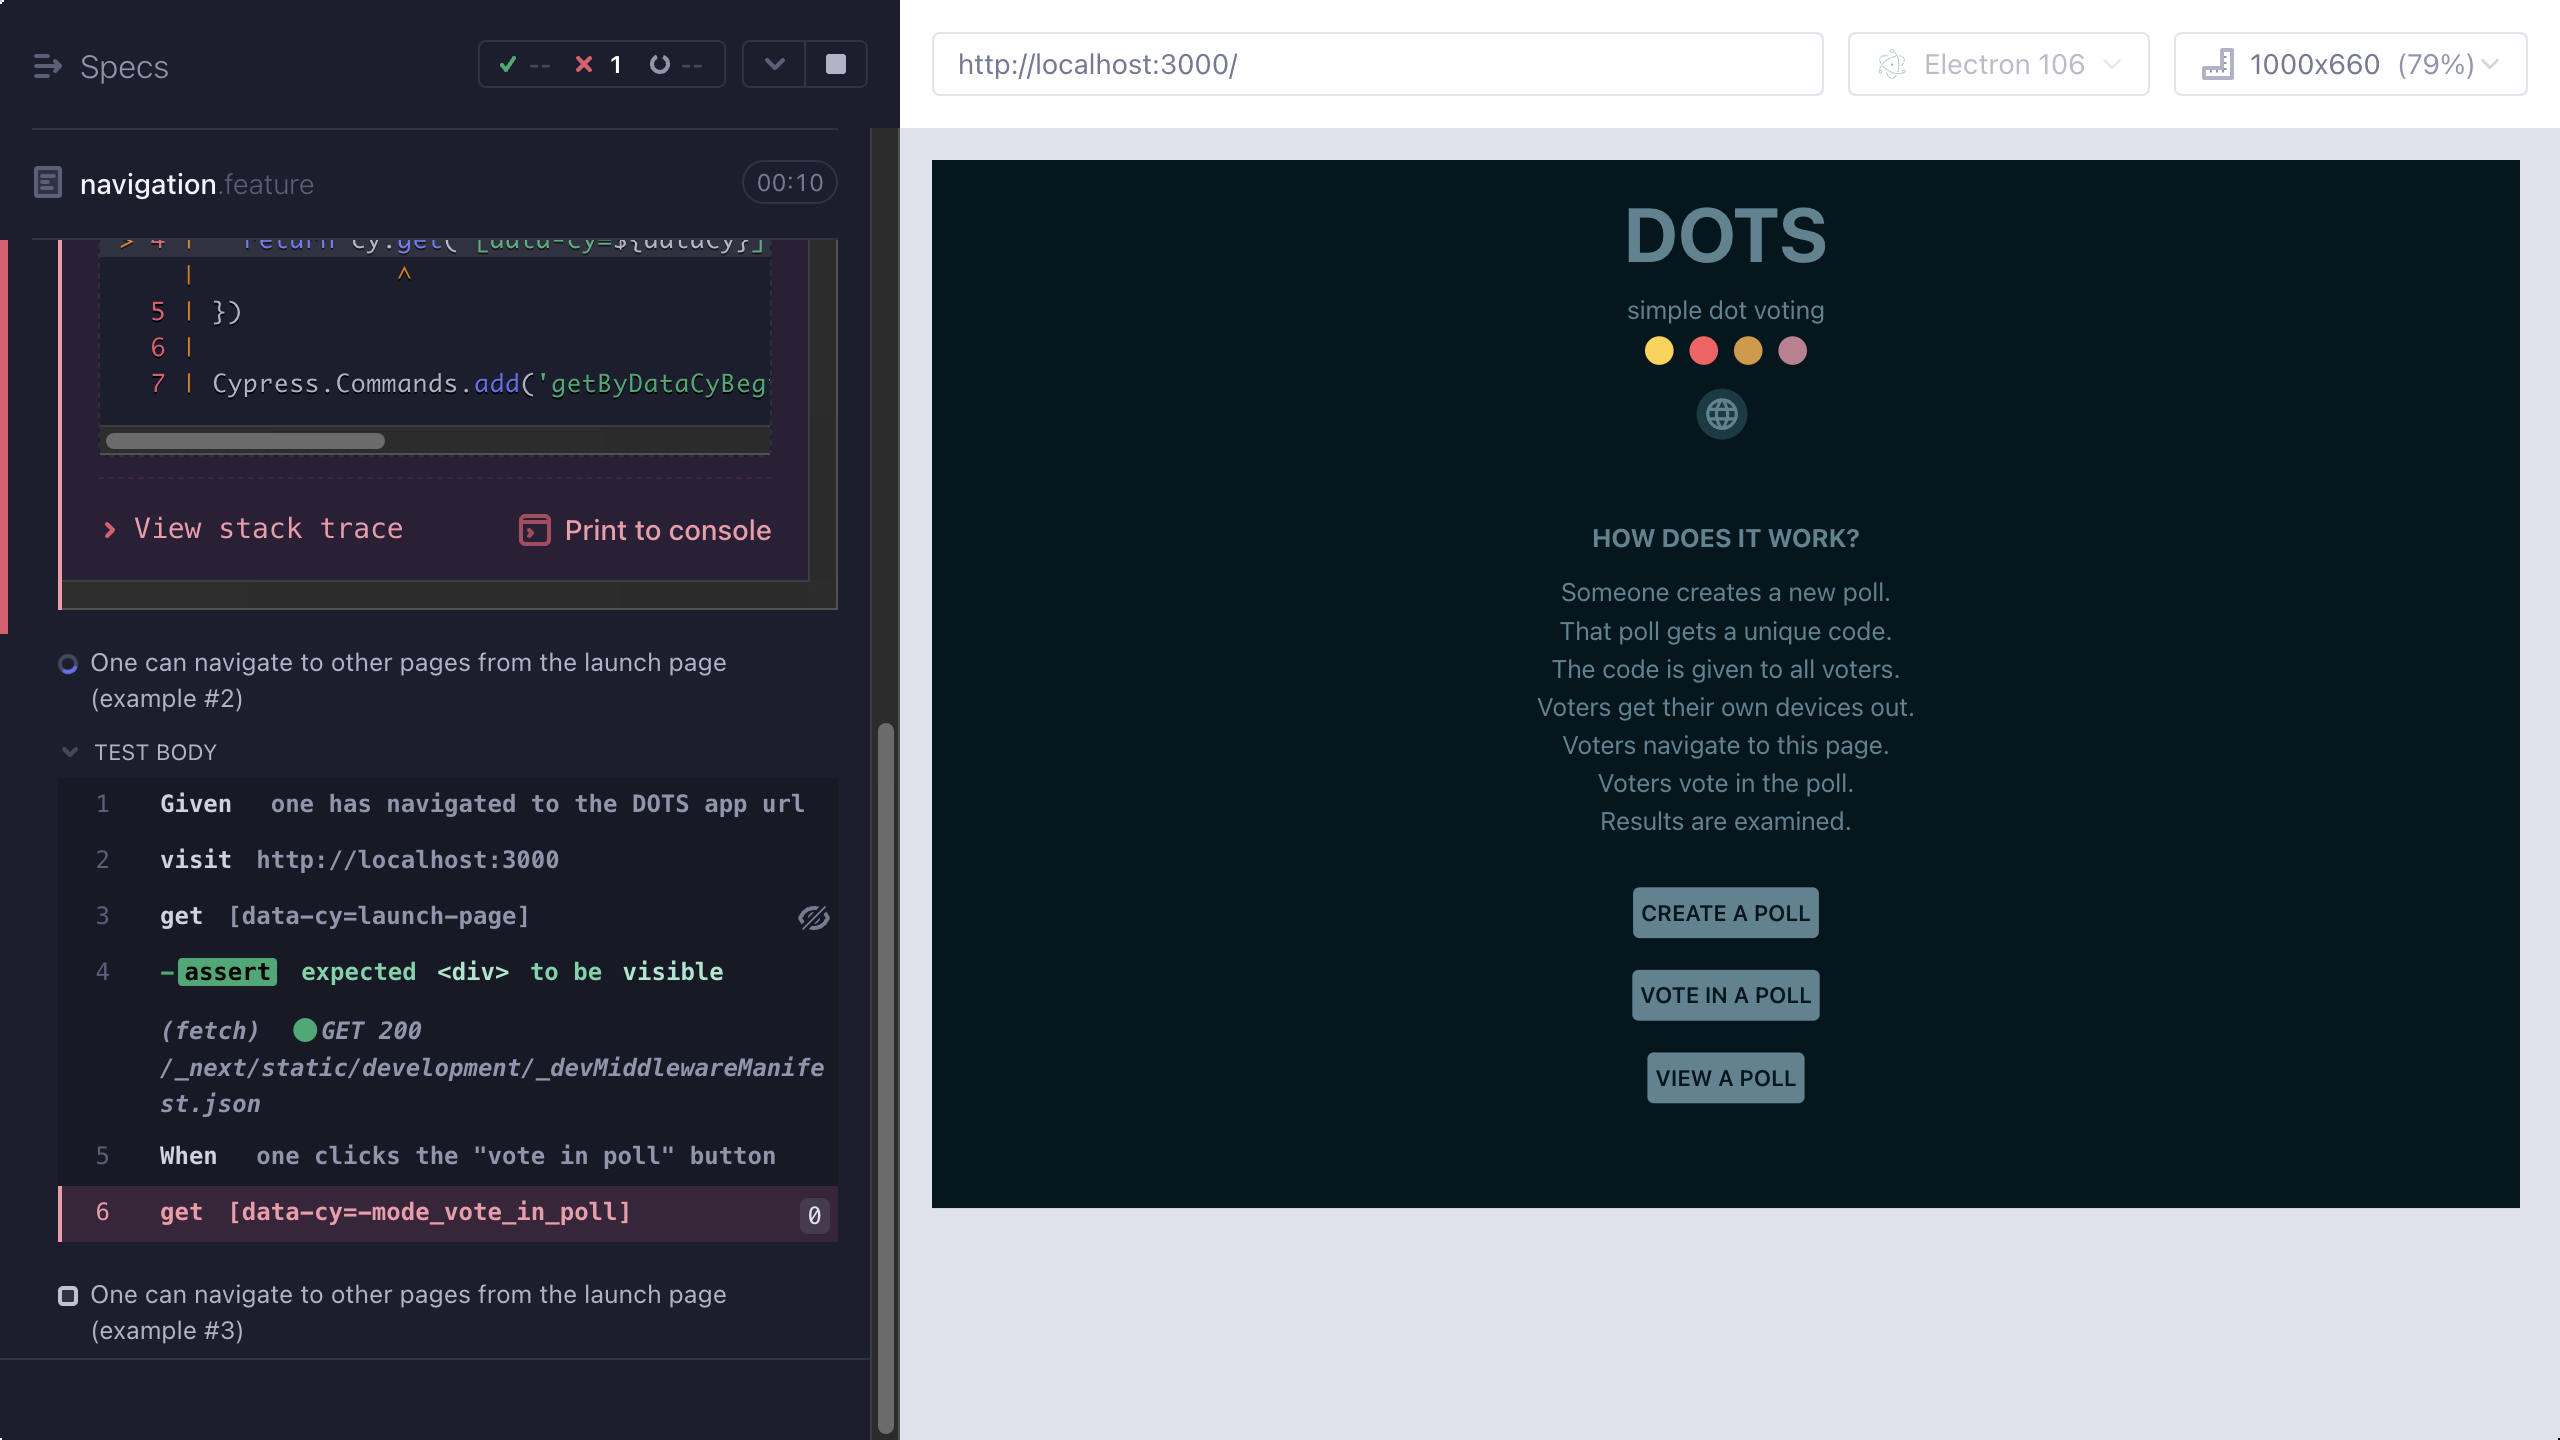 Specs
-- 1 --
http://localhost:3000/
Electron 106
1000x660 (79%)
navigation.feature
00:10
> 4 | return cy.get(`[data-cy=${dataCy}]
| ^
5 | })
6 |
7 | Cypress.Commands.add('getByDataCyBeg
View stack trace
Print to console
One can navigate to other pages from the launch page
(example #2)
TEST BODY
1 Given one has navigated to the DOTS app url
2 visit http://localhost:3000
3 get [data-cy=launch-page]
4 -assert expected <div> to be visible
(fetch) GET 200
/_next/static/development/_devMiddlewareManife
st.json
5 When one clicks the "vote in poll" button
6 get [data-cy=-mode_vote_in_poll] 0
One can navigate to other pages from the launch page
(example #3)
DOTS
simple dot voting
HOW DOES IT WORK?
Someone creates a new poll.
That poll gets a unique code.
The code is given to all voters.
Voters get their own devices out.
Voters navigate to this page.
Voters vote in the poll.
Results are examined.
CREATE A POLL
VOTE IN A POLL
VIEW A POLL